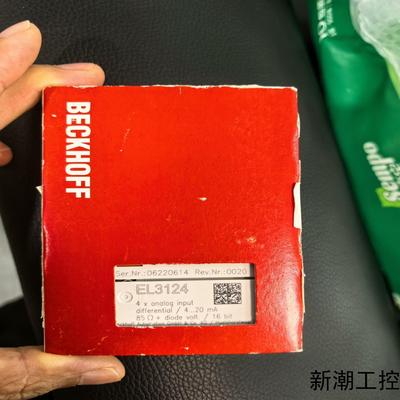 BECKHOFF
Ser.Nr.:06220614 Rev.Nr.:0020
EL3124
4 x analog input
differential / 4...20 mA
85 Ω + diode volt. / 16 bit
新潮工控